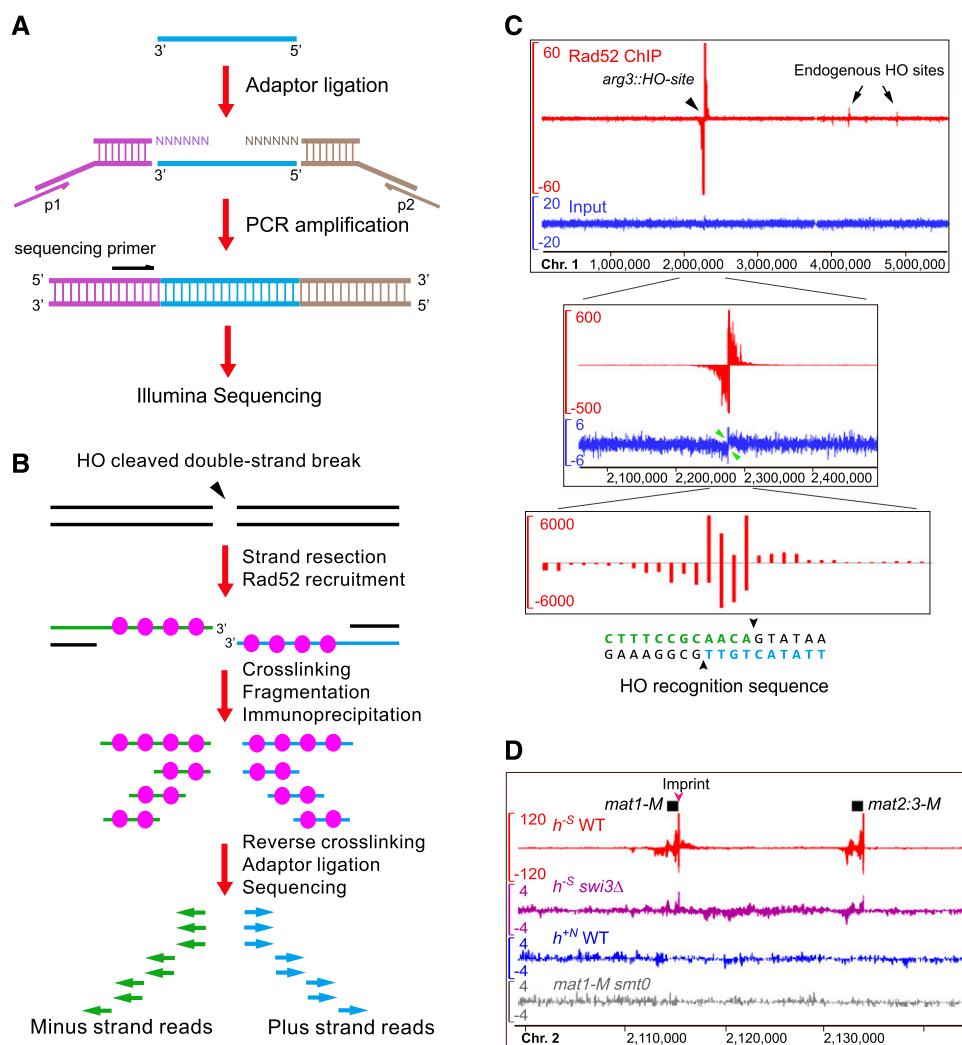 A
3’ 5’
Adaptor ligation
NNNNNN NNNNNN
3’ 5’
p1 p2
PCR amplification
sequencing primer
5’ 3’
3’ 5’
Illumina Sequencing
B
HO cleaved double-strand break
Strand resection
Rad52 recruitment
3’
3’
Crosslinking
Fragmentation
Immunoprecipitation
Reverse crosslinking
Adaptor ligation
Sequencing
Minus strand reads Plus strand reads
C
60 Rad52 ChIP
arg3::HO-site
Endogenous HO sites
-60
20 Input
-20
Chr. 1 1,000,000 2,000,000 3,000,000 4,000,000 5,000,000
600
-500
6
-6
2,100,000 2,200,000 2,300,000 2,400,000
6000
-6000
CTTTCCGCAACAGTATAA
GAAAGGCGTTGTCATATT
HO recognition sequence
D
Imprint
mat1-M mat2:3-M
120 h-S WT
-120
4 h-S swi3Δ
-4
4 h+N WT
-4
4 mat1-M smt0
-4
Chr. 2 2,110,000 2,120,000 2,130,000